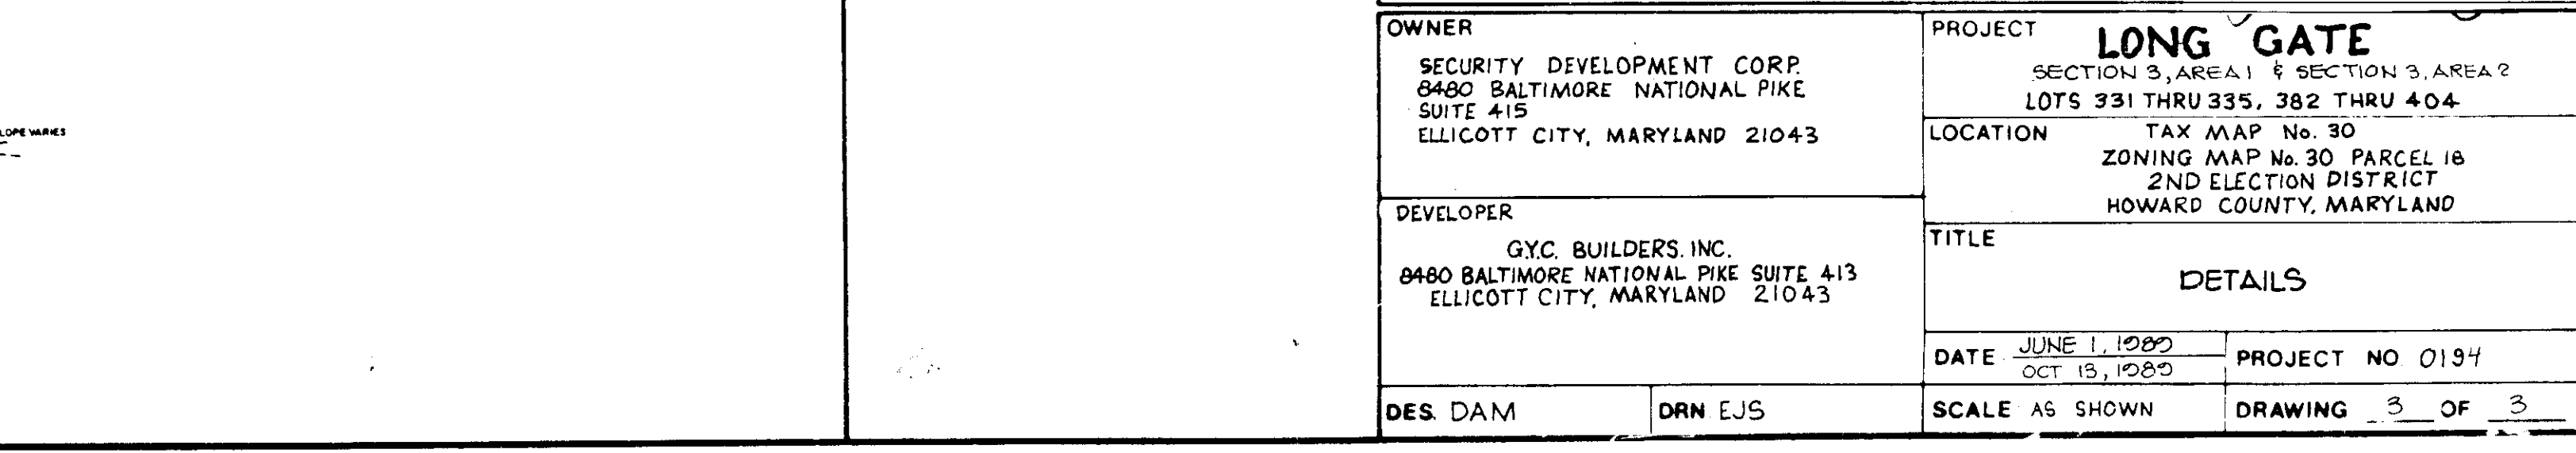 LOPE VARIES
OWNER
SECURITY DEVELOPMENT CORP.
8480 BALTIMORE NATIONAL PIKE
SUITE 415
ELLICOTT CITY, MARYLAND 21043
DEVELOPER
G.Y.C. BUILDERS. INC.
8480 BALTIMORE NATIONAL PIKE SUITE 413
ELLICOTT CITY, MARYLAND 21043
DES. DAM
DRN. EJS
PROJECT LONG GATE
SECTION 3, AREA 1 & SECTION 3, AREA 2
LOTS 331 THRU 335, 382 THRU 404
LOCATION TAX MAP No. 30
ZONING MAP No. 30 PARCEL 18
2ND ELECTION DISTRICT
HOWARD COUNTY, MARYLAND
TITLE
DETAILS
DATE JUNE 1, 1989
OCT 13, 1989
PROJECT NO. 0194
SCALE AS SHOWN
DRAWING 3 OF 3